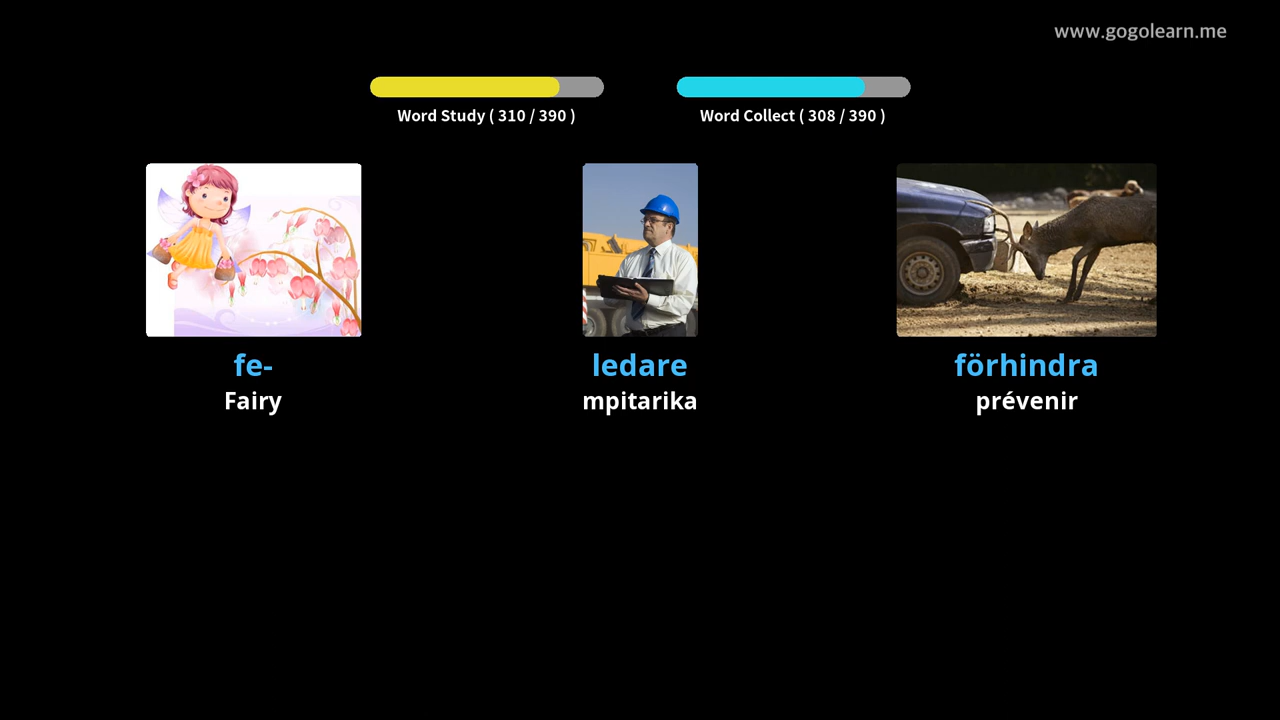 www.gogolearn.me
Word Study ( 310 / 390 )
Word Collect ( 308 / 390 )
fe-
Fairy
ledare
mpitarika
förhindra
prévenir